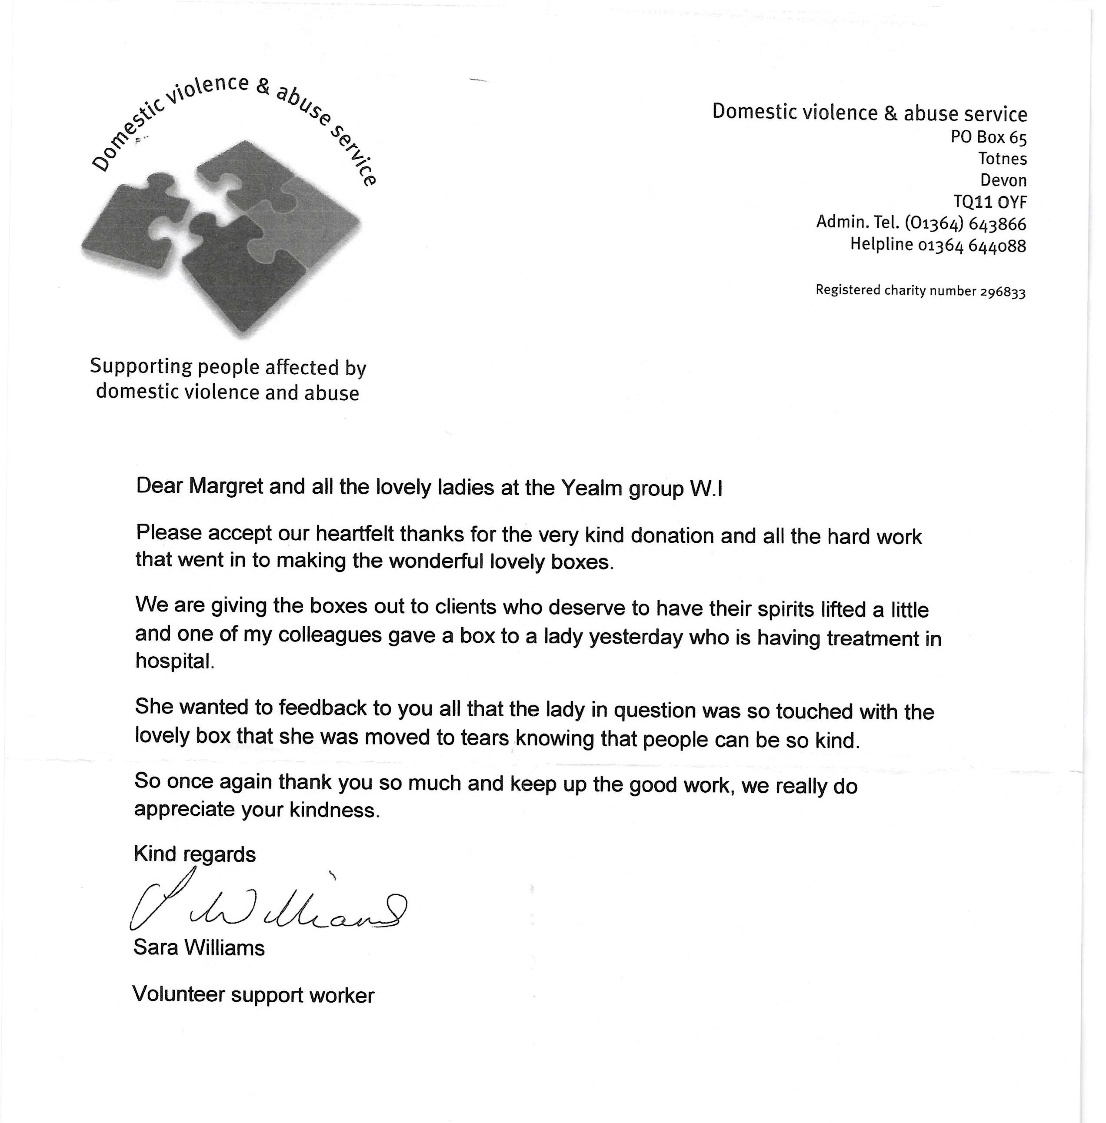 Domestic violence & abuse service
Supporting people affected by
domestic violence and abuse
Domestic violence & abuse service
PO Box 65
Totnes
Devon
TQ11 0YF
Admin. Tel. (01364) 643866
Helpline 01364 644088
Registered charity number 296833
Dear Margret and all the lovely ladies at the Yealm group W.I
Please accept our heartfelt thanks for the very kind donation and all the hard work
that went in to making the wonderful lovely boxes.
We are giving the boxes out to clients who deserve to have their spirits lifted a little
and one of my colleagues gave a box to a lady yesterday who is having treatment in
hospital.
She wanted to feedback to you all that the lady in question was so touched with the
lovely box that she was moved to tears knowing that people can be so kind.
So once again thank you so much and keep up the good work, we really do
appreciate your kindness.
Kind regards
Williams
Sara Williams
Volunteer support worker